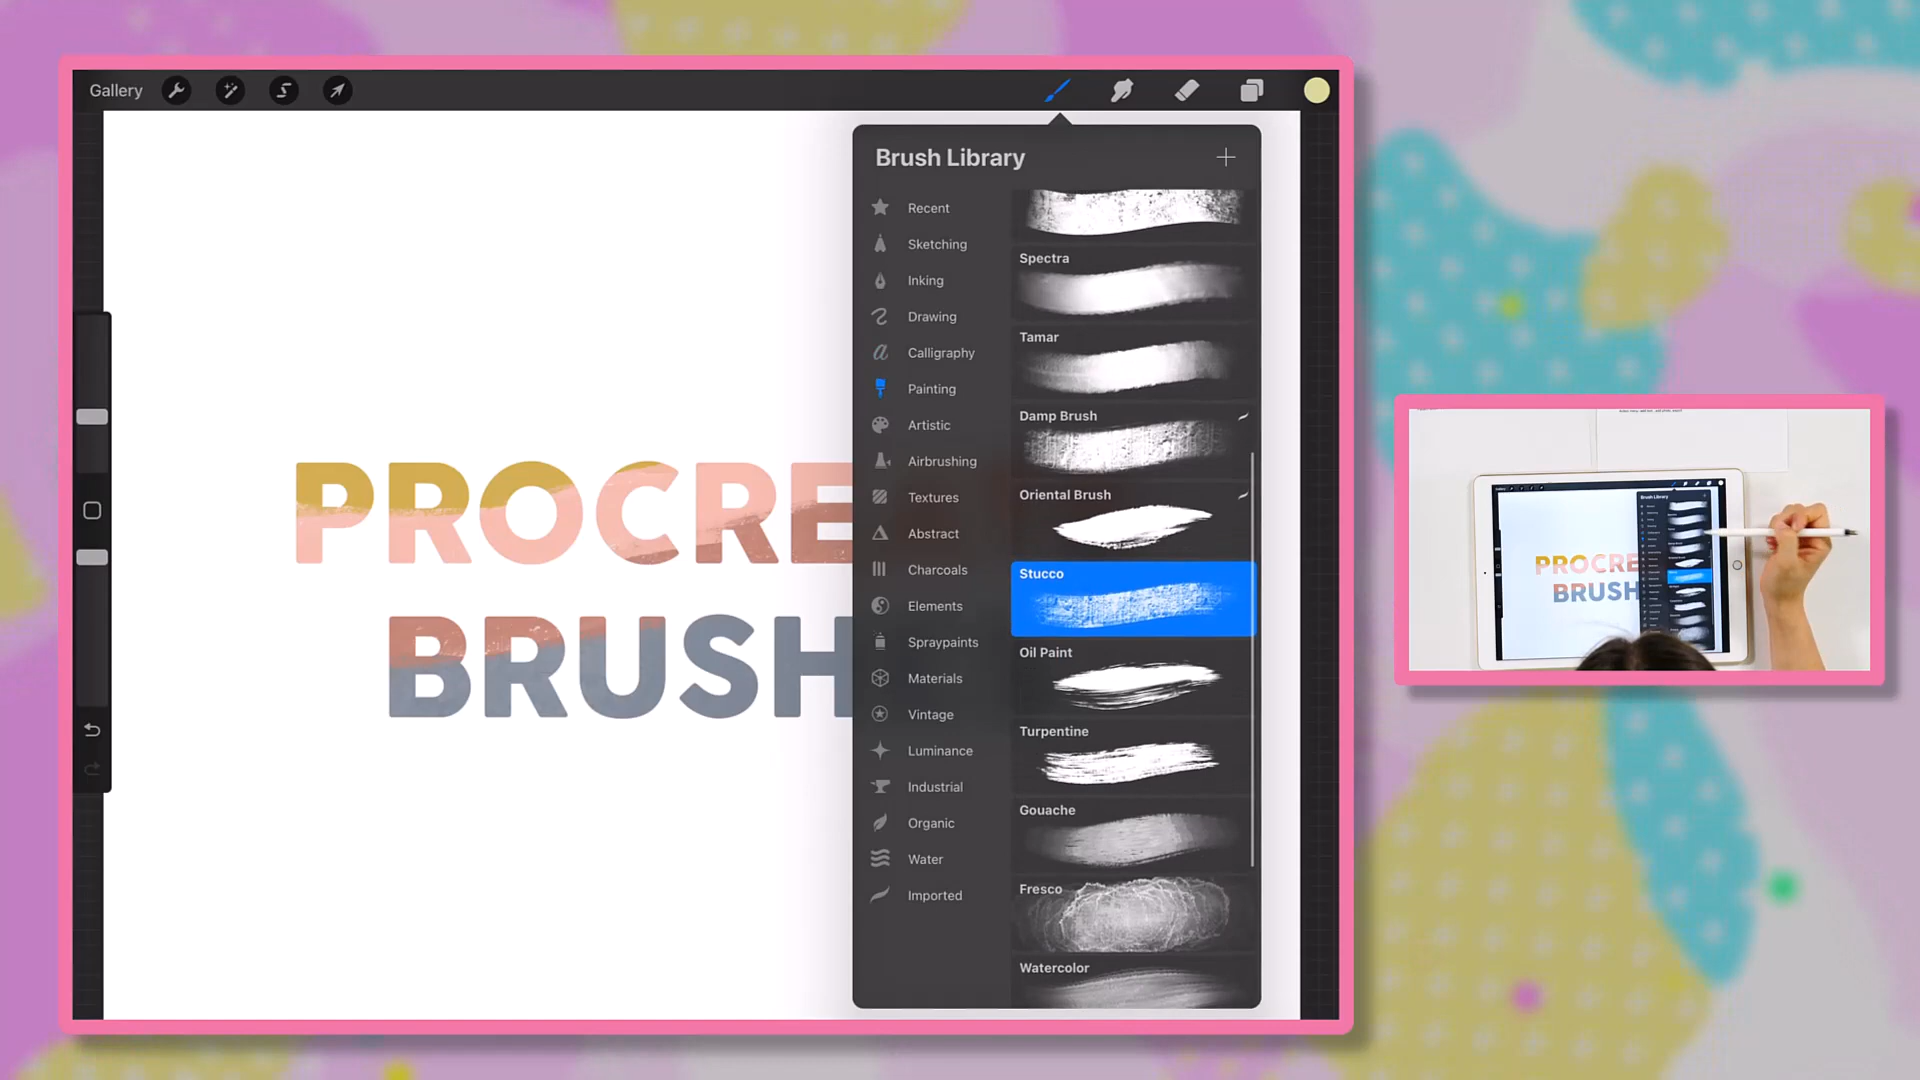 Gallery
Brush Library
Recent
Sketching
Inking
Drawing
Calligraphy
Painting
Artistic
Airbrushing
Textures
Abstract
Charcoals
Elements
Spraypaints
Materials
Vintage
Luminance
Industrial
Organic
Water
Imported
Spectra
Tamar
Damp Brush
Oriental Brush
Stucco
Oil Paint
Turpentine
Gouache
Fresco
Watercolor
PROCRE
BRUSH
Brush Library
PROCRE
BRUSH